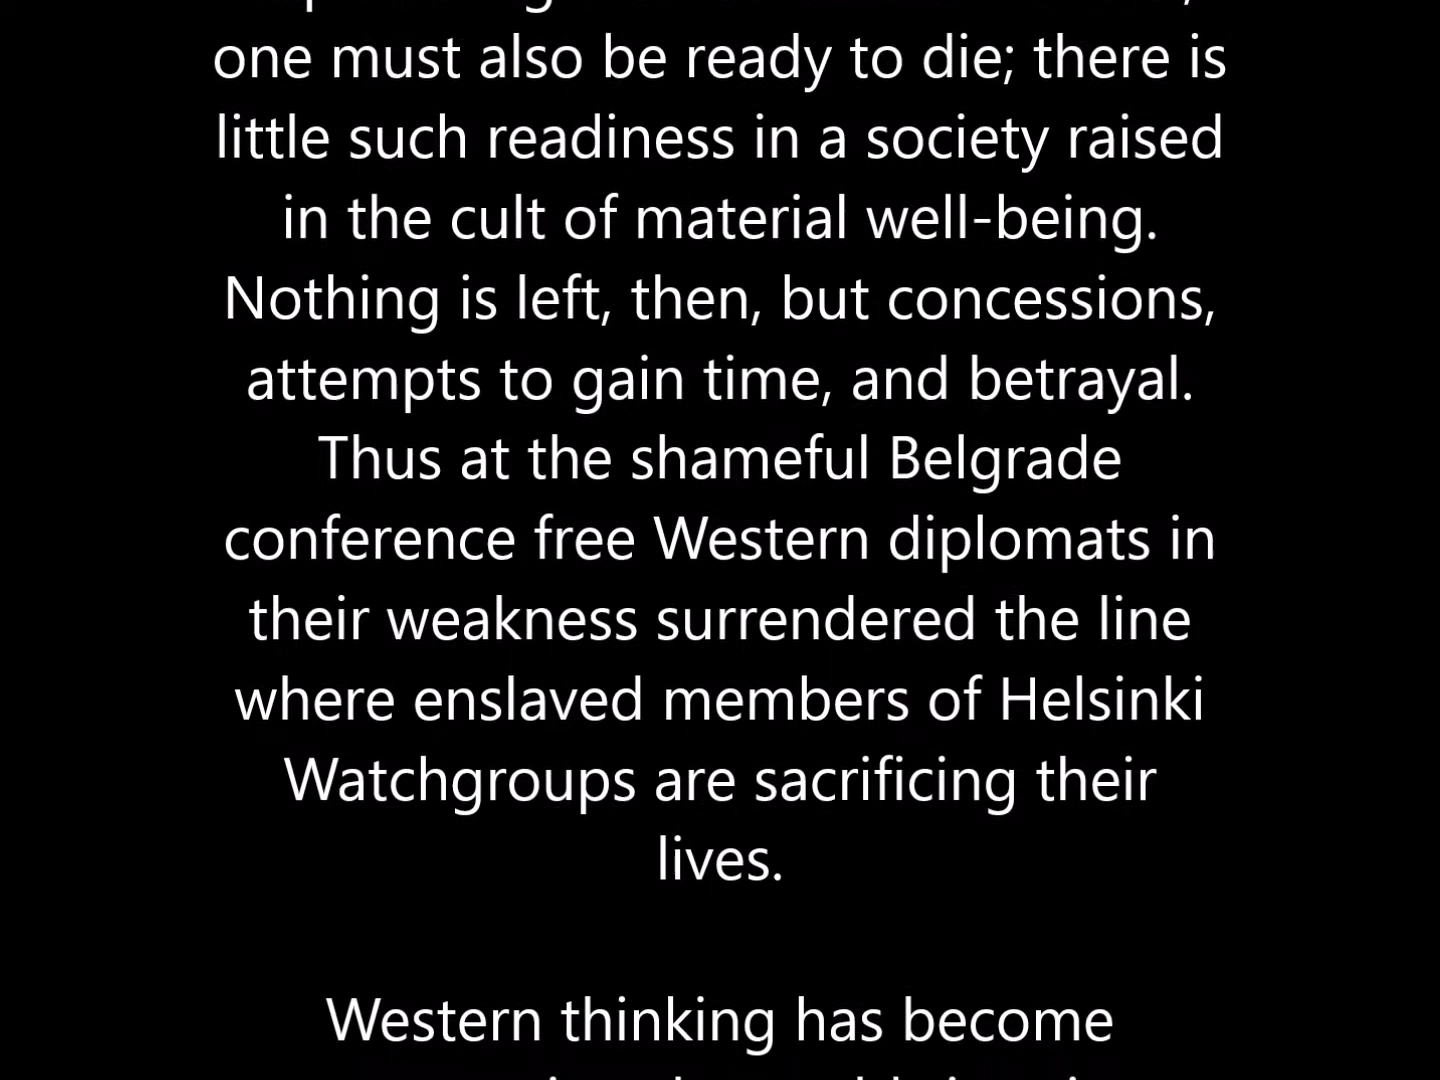 one must also be ready to die; there is
little such readiness in a society raised
in the cult of material well-being.
Nothing is left, then, but concessions,
attempts to gain time, and betrayal.
Thus at the shameful Belgrade
conference free Western diplomats in
their weakness surrendered the line
where enslaved members of Helsinki
Watchgroups are sacrificing their
lives.
Western thinking has become